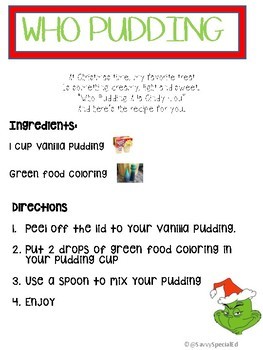 WHO PUDDING
At Christmas time, my favorite treat
Is something creamy, light and sweet.
"Who Pudding A la Cindy-Lou"
And here's the recipe for you.
Ingredients:
1 cup vanilla pudding
Green food coloring
Directions
1. Peel off the lid to your vanilla pudding.
2. Put 2 drops of green food coloring in
your pudding cup
3. Use a spoon to mix your pudding
4. Enjoy
© @SavvySpecialEd